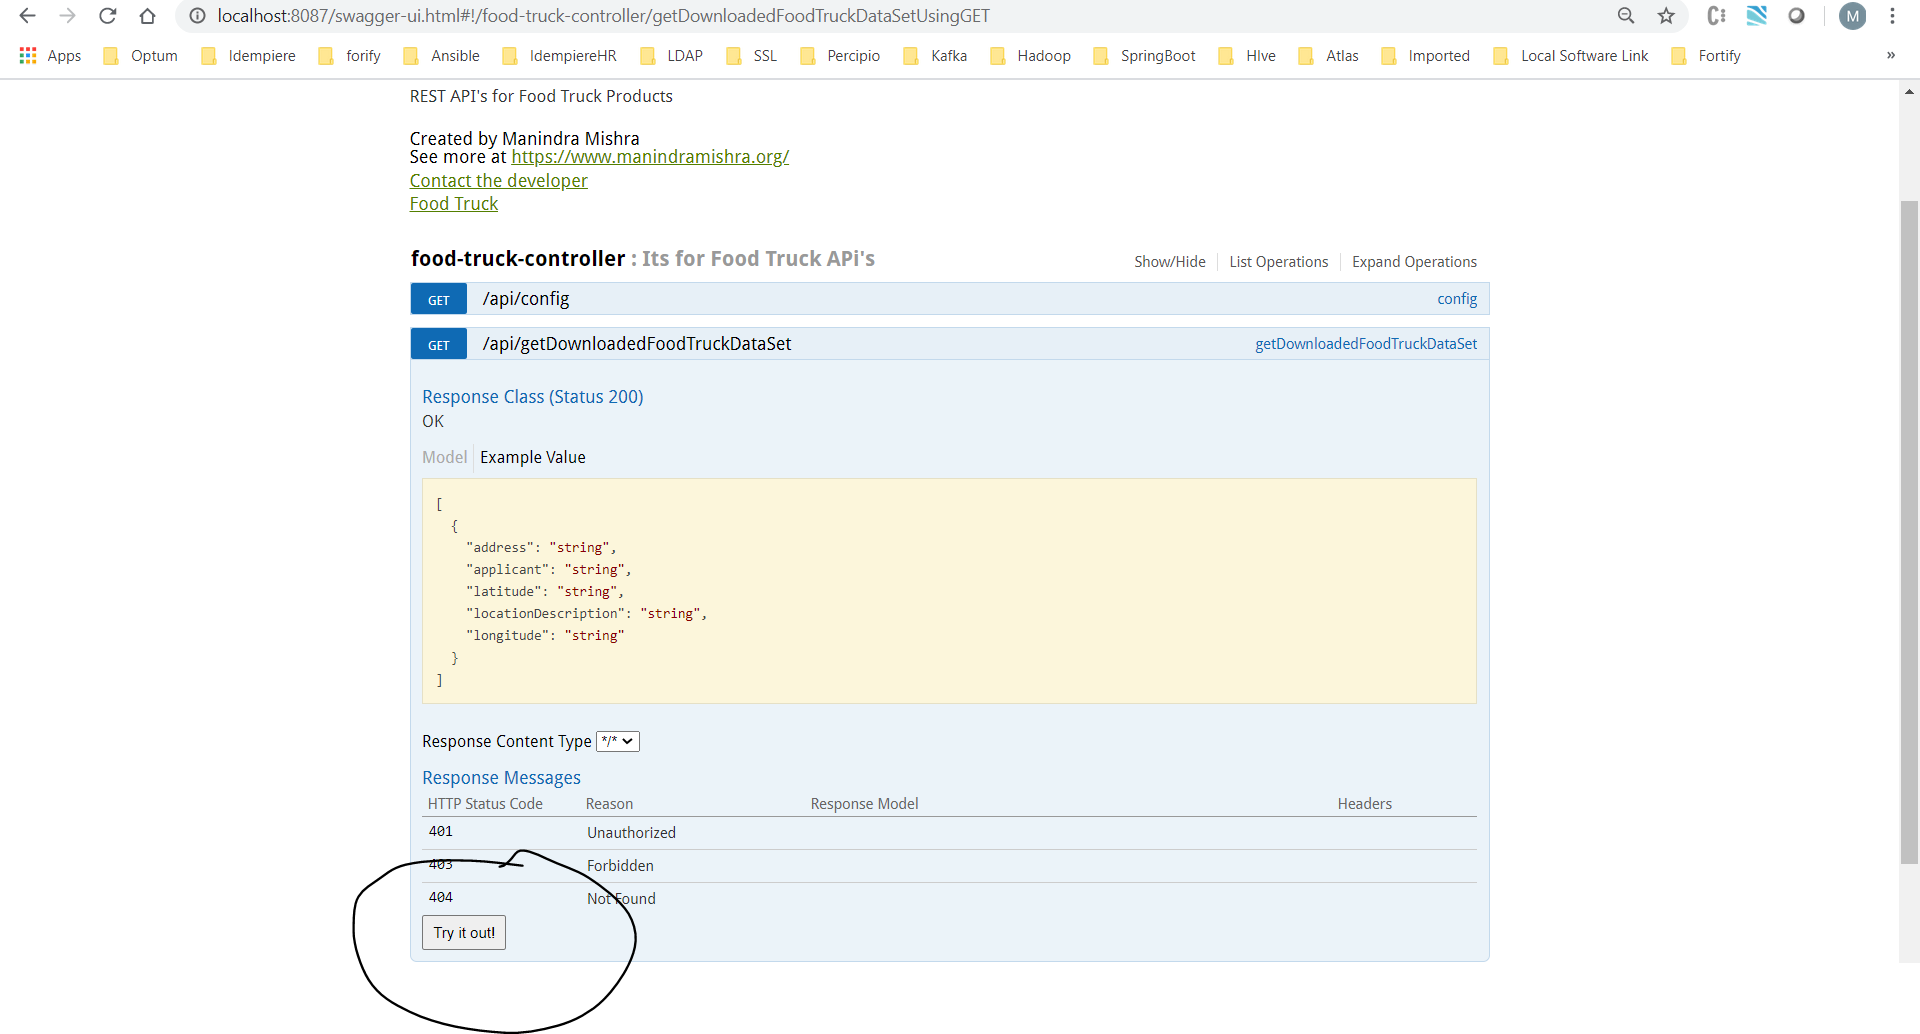 localhost:8087/swagger-ui.html#!/food-truck-controller/getDownloadedFoodTruckDataSetUsingGET
M
Apps Optum Idempiere forify Ansible IdempiereHR LDAP SSL Percipio Kafka Hadoop SpringBoot HIve Atlas Imported Local Software Link Fortify »
REST API's for Food Truck Products
Created by Manindra Mishra
See more at https://www.manindramishra.org/
Contact the developer
Food Truck
food-truck-controller : Its for Food Truck APi's Show/Hide List Operations Expand Operations
GET /api/config config
GET /api/getDownloadedFoodTruckDataSet getDownloadedFoodTruckDataSet
Response Class (Status 200)
OK
Model Example Value
[
{
"address": "string",
"applicant": "string",
"latitude": "string",
"locationDescription": "string",
"longitude": "string"
}
]
Response Content Type */*
Response Messages
HTTP Status Code Reason Response Model Headers
401 Unauthorized
403 Forbidden
404 Not Found
Try it out!